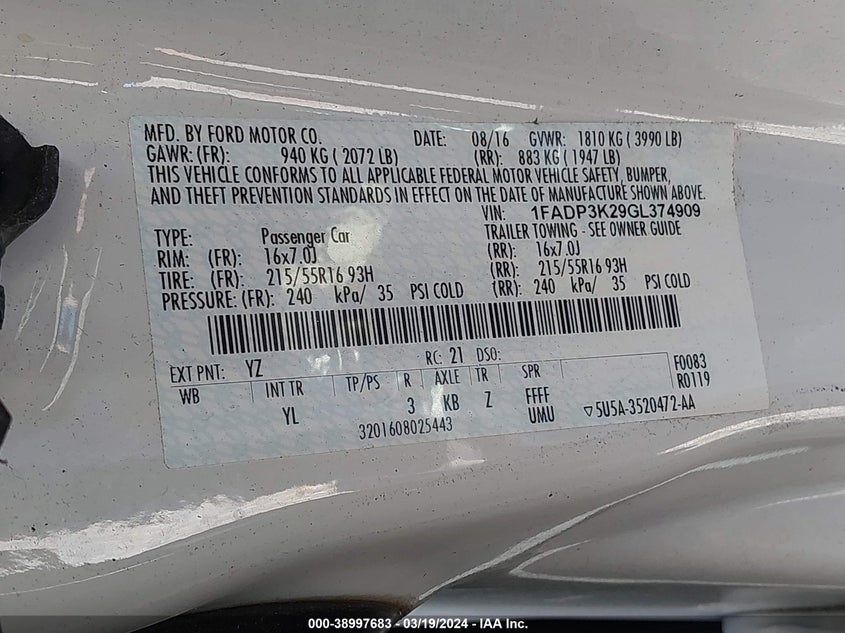 MFD. BY FORD MOTOR CO. DATE: 08/16 GVWR: 1810 KG ( 3990 LB)
GAWR: (FR): 940 KG ( 2072 LB) (RR): 883 KG ( 1947 LB)
THIS VEHICLE CONFORMS TO ALL APPLICABLE FEDERAL MOTOR VEHICLE SAFETY, BUMPER,
AND THEFT PREVENTION STANDARDS IN EFFECT ON THE DATE OF MANUFACTURE SHOWN ABOVE.
VIN: 1FADP3K29GL374909
TYPE: Passenger Car TRAILER TOWING - SEE OWNER GUIDE
RIM: (FR): 16x7.0J (RR): 16x7.0J
TIRE: (FR): 215/55R16 93H (RR): 215/55R16 93H
PRESSURE: (FR): 240 kPa/ 35 PSI COLD (RR): 240 kPa/ 35 PSI COLD
EXT PNT: YZ RC: 21 DSO: F0083
WB INT TR TP/PS R AXLE TR SPR R0119
YL 3 KB Z FFFF
UMU ▽5U5A-3520472-AA
3201608025443
000-38997683 / 03/19/2024 - IAA Inc.